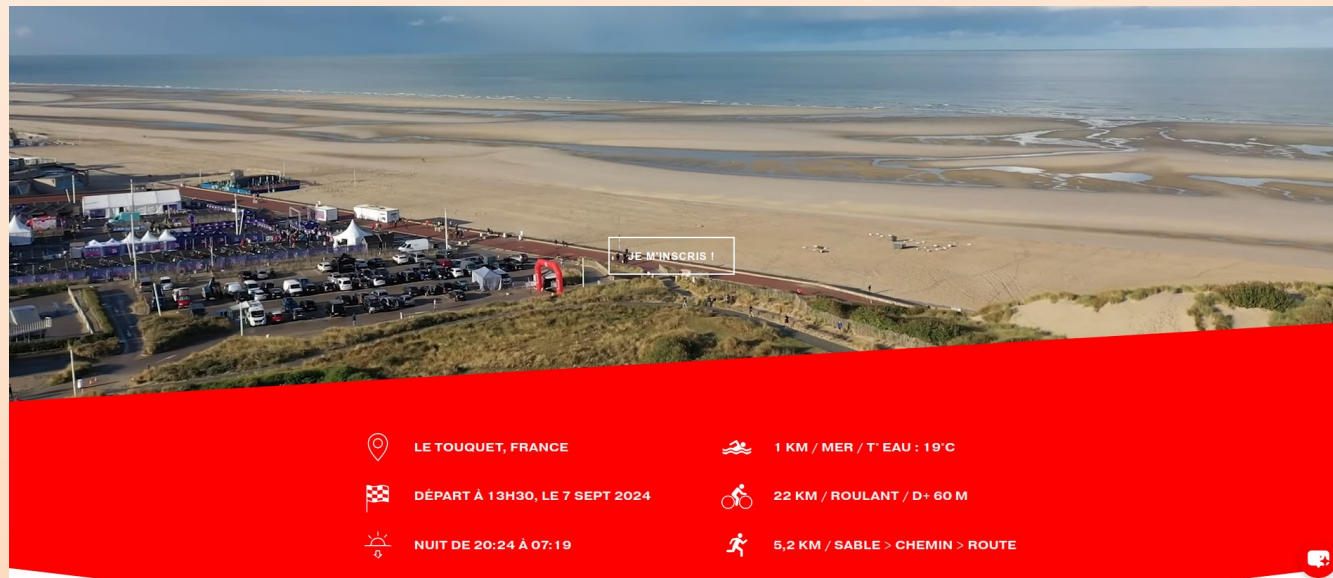 JE M'INSCRIS !
LE TOUQUET, FRANCE
DÉPART À 13H30, LE 7 SEPT 2024
NUIT DE 20:24 À 07:19
1 KM / MER / T° EAU : 19°C
22 KM / ROULANT / D+ 60 M
5,2 KM / SABLE > CHEMIN > ROUTE